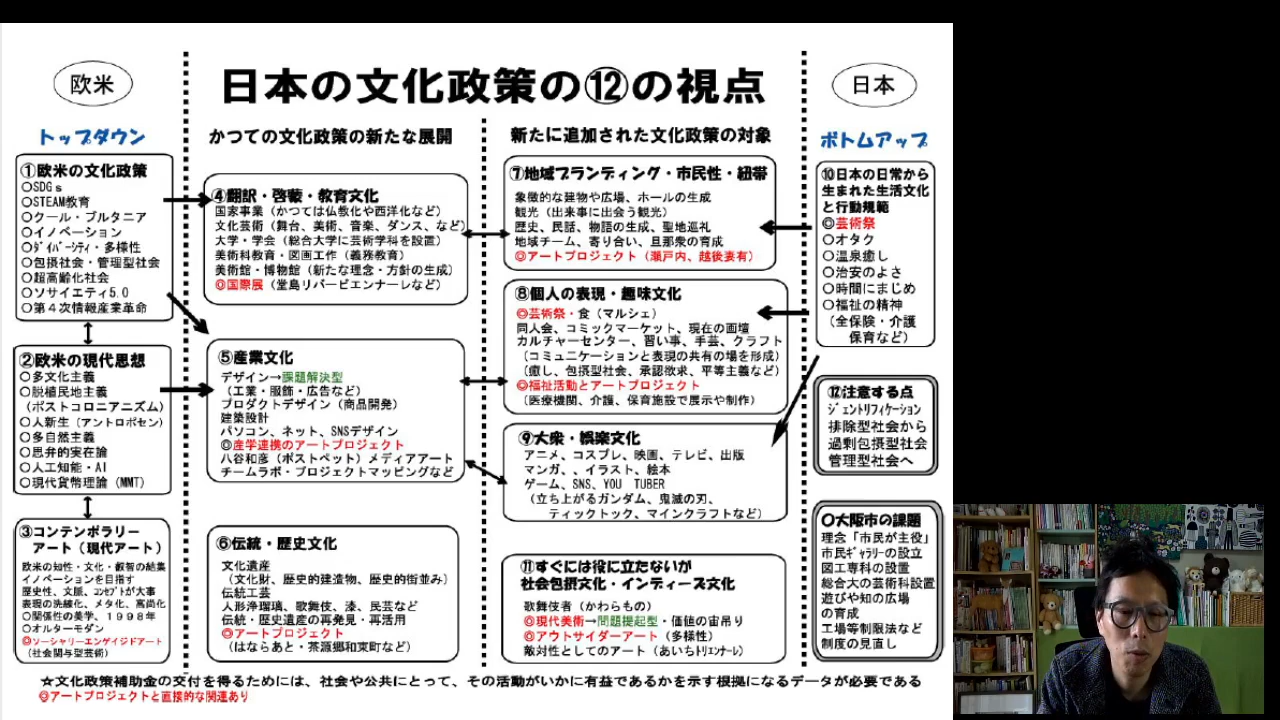 欧米
日本の文化政策の⑫の視点
日本
トップダウン
かつての文化政策の新たな展開
新たに追加された文化政策の対象
ボトムアップ
①欧米の文化政策
○SDGs
○STEAM教育
○クール・ブルタニア
○イノベーション
○ﾀﾞｲﾊﾞｰｼﾃｨ・多様性
○包摂社会・管理型社会
○超高齢化社会
○ソサイエティ5.0
○第４次情報産業革命
②欧米の現代思想
○多文化主義
○脱植民地主義
（ポストコロニアニズム）
○人新生（アントロポセン）
○多自然主義
○思弁的実在論
○人工知能・AI
○現代貨幣理論（MMT）
③コンテンポラリー
アート（現代アート）
欧米の知性・文化・叡智の結集
イノベーションを目指す
歴史性、文脈、ｺﾝｾﾌﾟﾄが大事
表現の洗練化、メタ化、高尚化
○関係性の美学、１９９８年
○オルターモダン
◎ソーシャリーエンゲイジドアート
（社会関与型芸術）
④翻訳・啓蒙・教育文化
国家事業（かつては仏教化や西洋化など）
文化芸術（舞台、美術、音楽、ダンス、など）
大学・学会（総合大学に芸術学科を設置）
美術科教育・図画工作（義務教育）
美術館・博物館（新たな理念・方針の生成）
◎国際展（堂島リバービエンナーレなど）
⑤産業文化
デザイン→課題解決型
（工業・服飾・広告など）
プロダクトデザイン（商品開発）
建築設計
パソコン、ネット、SNSデザイン
◎産学連携のアートプロジェクト
八谷和彦（ポストペット）メディアアート
チームラボ・プロジェクトマッピングなど
⑥伝統・歴史文化
文化遺産
（文化財、歴史的建造物、歴史的街並み）
伝統工芸
人形浄瑠璃、歌舞伎、漆、民芸など
伝統・歴史遺産の再発見・再活用
◎アートプロジェクト
（はならあと・茶源郷和束町など）
⑦地域ブランディング・市民性・紐帯
象徴的な建物や広場、ホールの生成
観光（出来事に出会う観光）
歴史、民話、物語の生成、聖地巡礼
地域チーム、寄り合い、旦那衆の育成
◎アートプロジェクト（瀬戸内、越後妻有）
⑧個人の表現・趣味文化
◎芸術祭・食（マルシェ）
同人会、コミックマーケット、現在の画壇
カルチャーセンター、習い事、手芸、クラフト
（コミュニケーションと表現の共有の場を形成）
（癒し、包摂型社会、承認欲求、平等主義など）
◎福祉活動とアートプロジェクト
（医療機関、介護、保育施設で展示や制作）
⑨大衆・娯楽文化
アニメ、コスプレ、映画、テレビ、出版
マンガ、、イラスト、絵本
ゲーム、SNS、YOU TUBER
（立ち上がるガンダム、鬼滅の刃、
ティックトック、マインクラフトなど）
⑪すぐには役に立たないが
社会包摂文化・インディーズ文化
歌舞伎者（かわらもの）
◎現代美術→問題提起型・価値の宙吊り
◎アウトサイダーアート（多様性）
敵対性としてのアート（あいちﾄﾘｴﾝﾅｰﾚ）
⑩日本の日常から
生まれた生活文化
と行動規範
◎芸術祭
○オタク
○温泉癒し
○治安のよさ
○時間にまじめ
○福祉の精神
（全保険・介護
保育など）
⑫注意する点
ｼﾞｪﾝﾄﾘﾌｨｹｰｼｮﾝ
排除型社会から
過剰包摂型社会
管理型社会へ
○大阪市の課題
理念「市民が主役」
市民ｷﾞｬﾗﾘｰの設立
図工専科の設置
総合大の芸術科設置
遊びや知の広場
の育成
工場等制限法など
制度の見直し
☆文化政策補助金の交付を得るためには、社会や公共にとって、その活動がいかに有益であるかを示す根拠になるデータが必要である
◎アートプロジェクトと直接的な関連あり